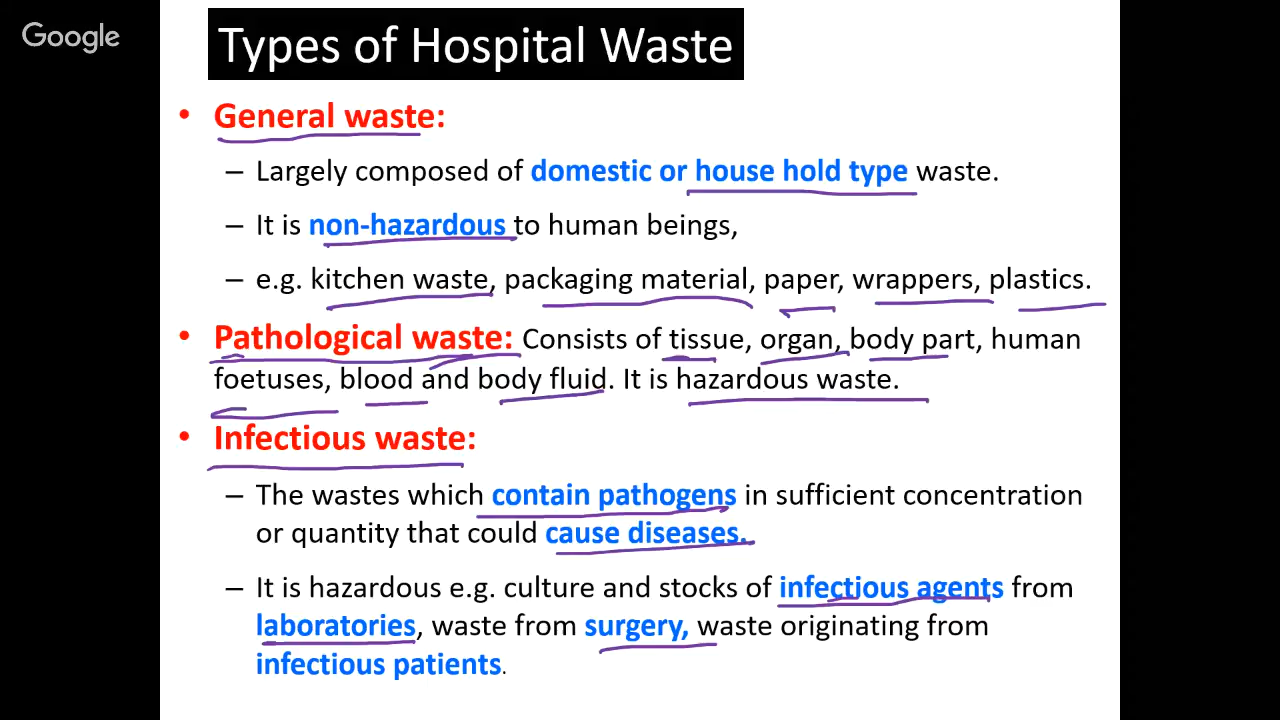 Google
Types of Hospital Waste
• General waste:
– Largely composed of domestic or house hold type waste.
– It is non-hazardous to human beings,
– e.g. kitchen waste, packaging material, paper, wrappers, plastics.
• Pathological waste: Consists of tissue, organ, body part, human
foetuses, blood and body fluid. It is hazardous waste.
• Infectious waste:
– The wastes which contain pathogens in sufficient concentration
or quantity that could cause diseases.
– It is hazardous e.g. culture and stocks of infectious agents from
laboratories, waste from surgery, waste originating from
infectious patients.